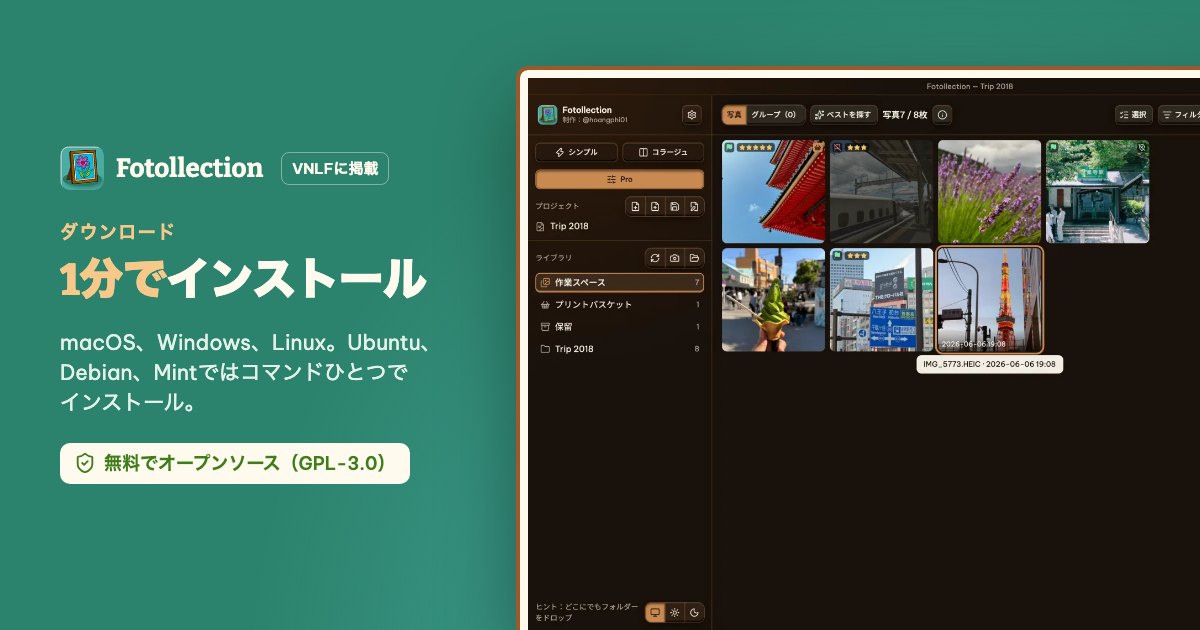 Fotollection
VNLFに掲載
ダウンロード
1分でインストール
macOS、Windows、Linux。Ubuntu、
Debian、Mintではコマンドひとつで
インストール。
無料でオープンソース（GPL-3.0）
Fotollection — Trip 2018
Fotollection
制作：@hoangphi01
シンプル
コラージュ
Pro
プロジェクト
Trip 2018
ライブラリ
作業スペース 7
プリントバスケット 1
保留 1
Trip 2018 8
ヒント：どこにでもフォルダー
をドロップ
写真
グループ（0）
ベストを探す
写真7 / 8枚
選択
フィルタ
2026-06-06 19:08
IMG_5773.HEIC · 2026-06-06 19:08